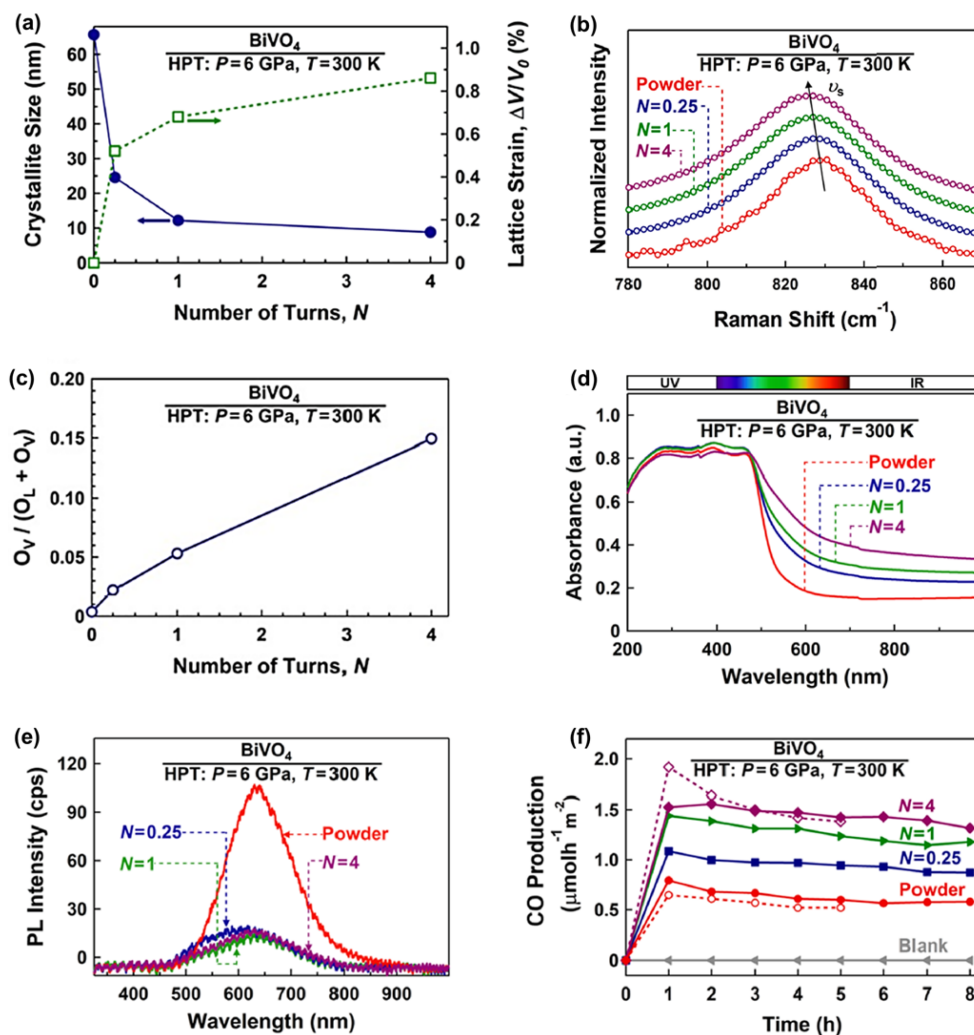 (a)
BiVO₄
HPT: P = 6 GPa, T = 300 K
Crystallite Size (nm)
65
60
50
40
30
20
10
0
1.0
0.8
0.6
0.4
0.2
0
Lattice Strain, ΔV/V₀ (%)
0 1 2 3 4
Number of Turns, N
(b)
BiVO₄
HPT: P = 6 GPa, T = 300 K
Powder
N=0.25
N=1
N=4
υₛ
Normalized Intensity
780 800 820 840 860
Raman Shift (cm⁻¹)
(c)
BiVO₄
HPT: P = 6 GPa, T = 300 K
Oᵥ / (O_L + Oᵥ)
0.20
0.15
0.10
0.05
0
0 1 2 3 4
Number of Turns, N
(d)
UV IR
BiVO₄
HPT: P = 6 GPa, T = 300 K
Powder
N=0.25
N=1
N=4
Absorbance (a.u.)
1.0
0.8
0.6
0.4
0.2
0
200 400 600 800
Wavelength (nm)
(e)
BiVO₄
HPT: P = 6 GPa, T = 300 K
N=0.25
N=1
Powder
N=4
PL Intensity (cps)
120
90
60
30
0
400 500 600 700 800 900
Wavelength (nm)
(f)
BiVO₄
HPT: P = 6 GPa, T = 300 K
N=4
N=1
N=0.25
Powder
Blank
CO Production
(μmolh⁻¹ m⁻²)
2.0
1.5
1.0
0.5
0
0 1 2 3 4 5 6 7 8
Time (h)